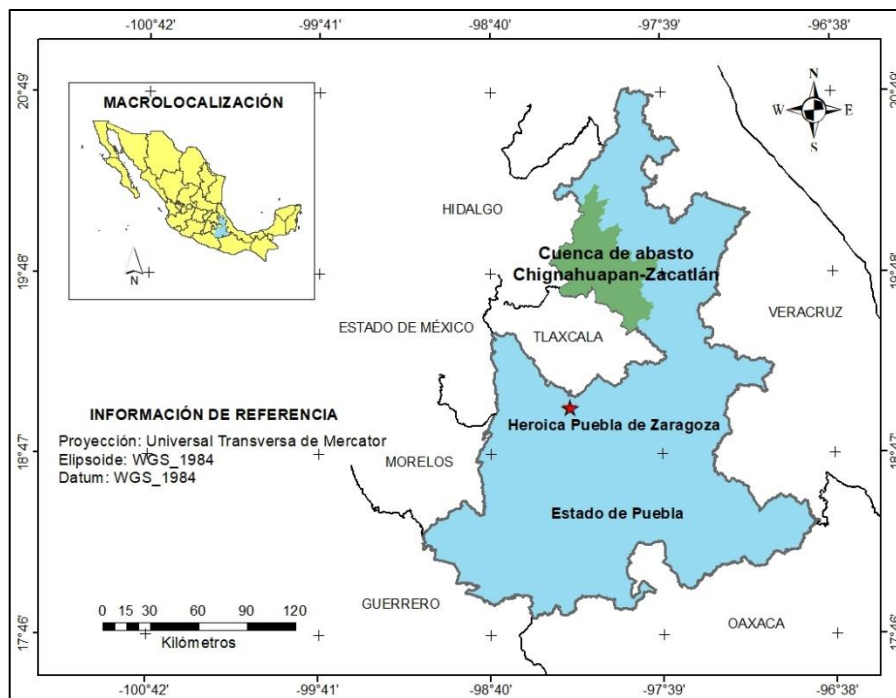 -100°42' -99°41' -98°40' -97°39' -96°38'
20°49' 20°49'
MACROLOCALIZACIÓN
N
N
W E
S
HIDALGO
Cuenca de abasto
Chignahuapan-Zacatlán
19°48' 19°48'
ESTADO DE MÉXICO
TLAXCALA
VERACRUZ
INFORMACIÓN DE REFERENCIA
Proyección: Universal Transversa de Mercator
Elipsoide: WGS_1984
Datum: WGS_1984
Heroica Puebla de Zaragoza
18°47' 18°47'
MORELOS
Estado de Puebla
GUERRERO
OAXACA
0 15 30 60 90 120
Kilómetros
17°46' 17°46'
-100°42' -99°41' -98°40' -97°39' -96°38'